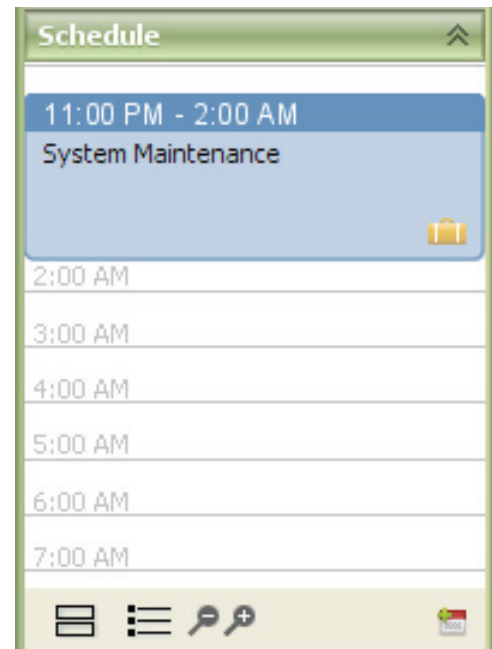 Schedule
11:00 PM - 2:00 AM
System Maintenance
2:00 AM
3:00 AM
4:00 AM
5:00 AM
6:00 AM
7:00 AM